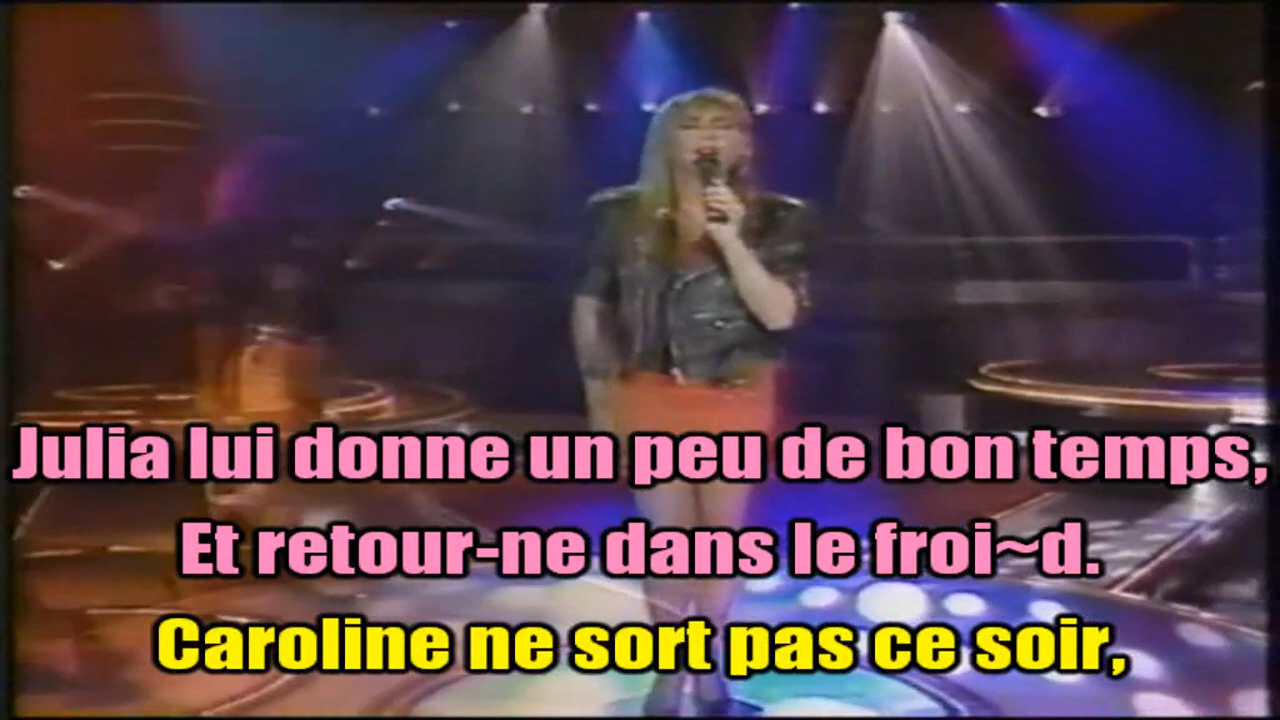 Julia lui donne un peu de bon temps,
Et retour-ne dans le froi~d.
Caroline ne sort pas ce soir,